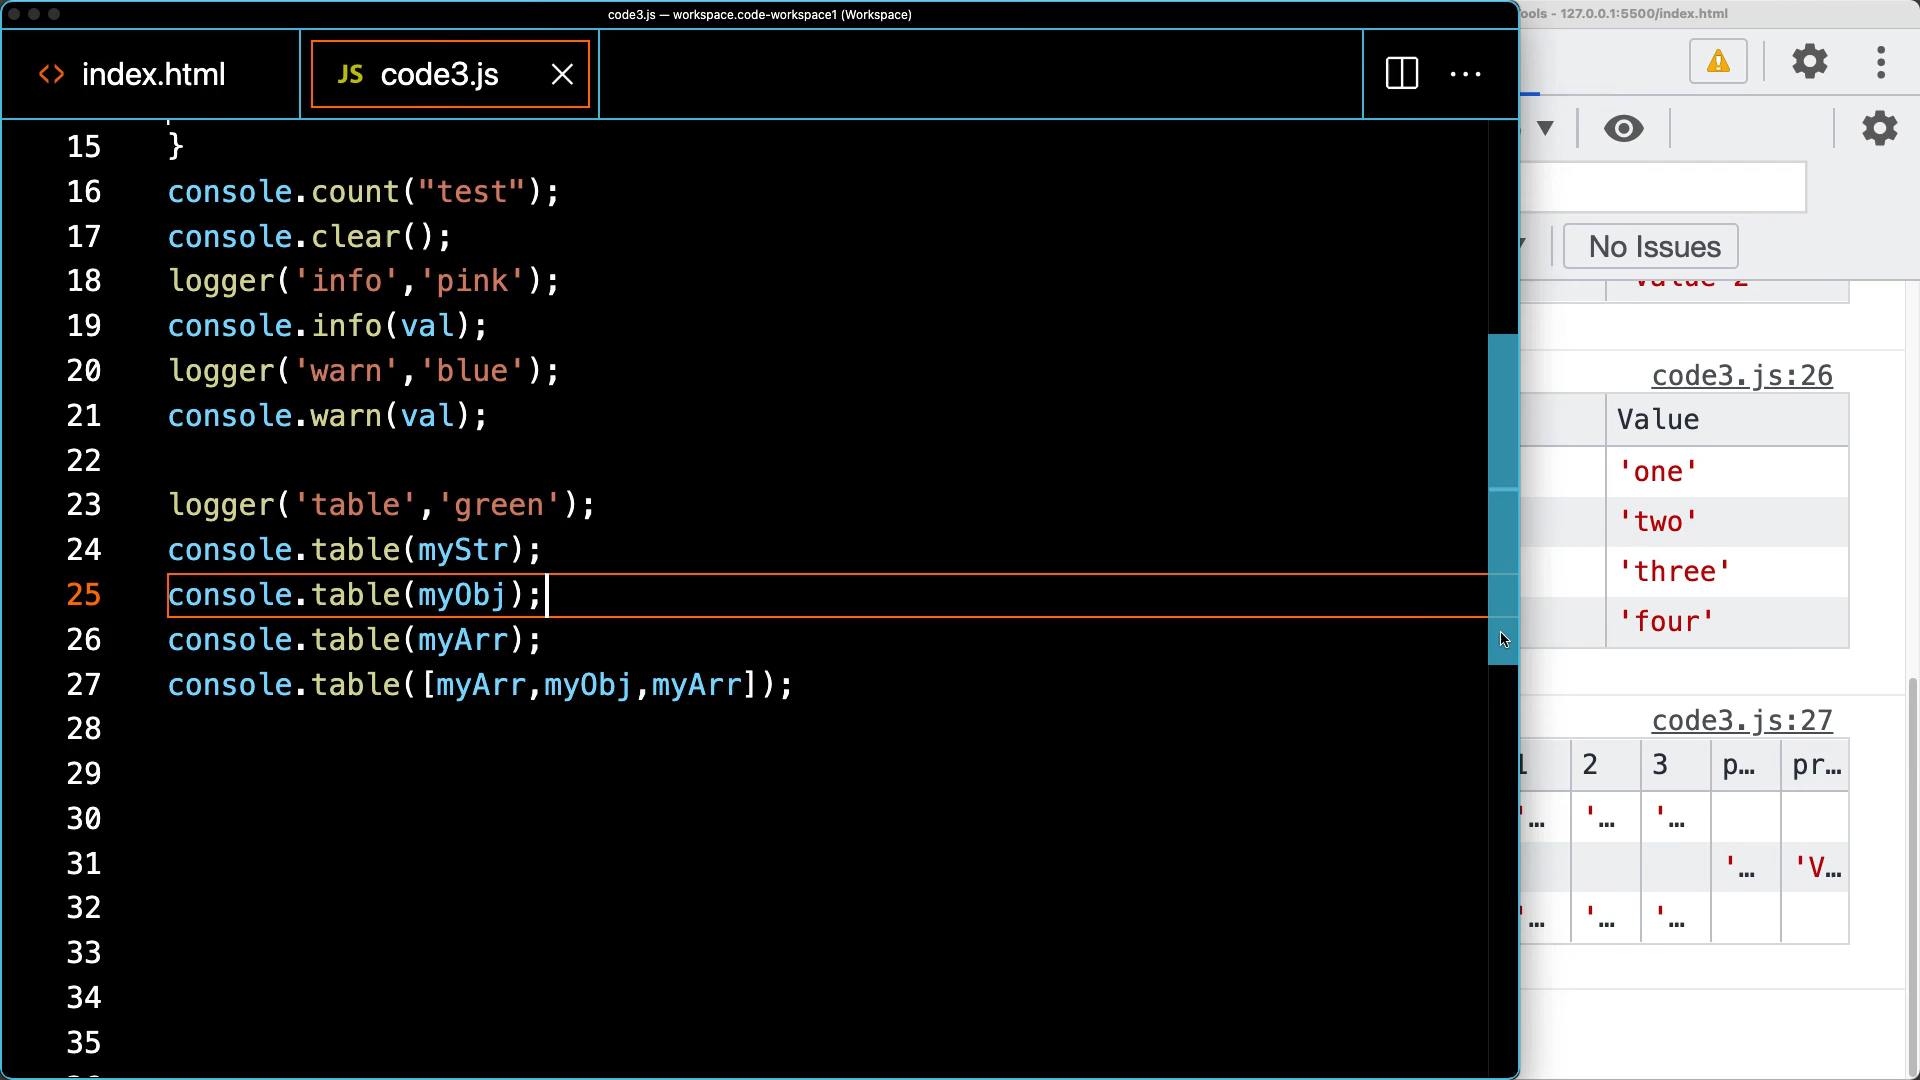 code3.js — workspace.code-workspace1 (Workspace)
ools - 127.0.0.1:5500/index.html
<> index.html
JS code3.js
15 }
16 console.count("test");
17 console.clear();
18 logger('info','pink');
19 console.info(val);
20 logger('warn','blue');
21 console.warn(val);
22
23 logger('table','green');
24 console.table(myStr);
25 console.table(myObj);
26 console.table(myArr);
27 console.table([myArr,myObj,myArr]);
28
29
30
31
32
33
34
35
No Issues
code3.js:26
Value
'one'
'two'
'three'
'four'
code3.js:27
1 2 3 p… pr…
'… '… '…
'… 'V…
'… '… '…